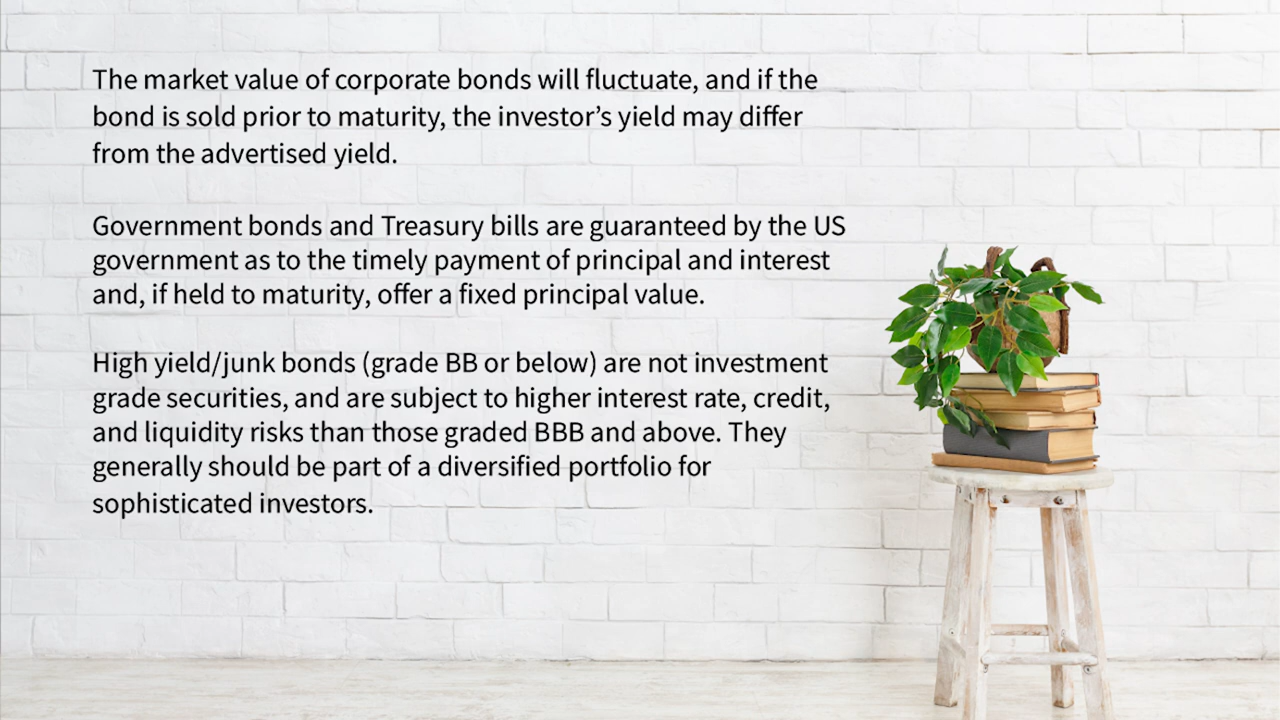 The market value of corporate bonds will fluctuate, and if the
bond is sold prior to maturity, the investor’s yield may differ
from the advertised yield.
Government bonds and Treasury bills are guaranteed by the US
government as to the timely payment of principal and interest
and, if held to maturity, offer a fixed principal value.
High yield/junk bonds (grade BB or below) are not investment
grade securities, and are subject to higher interest rate, credit,
and liquidity risks than those graded BBB and above. They
generally should be part of a diversified portfolio for
sophisticated investors.